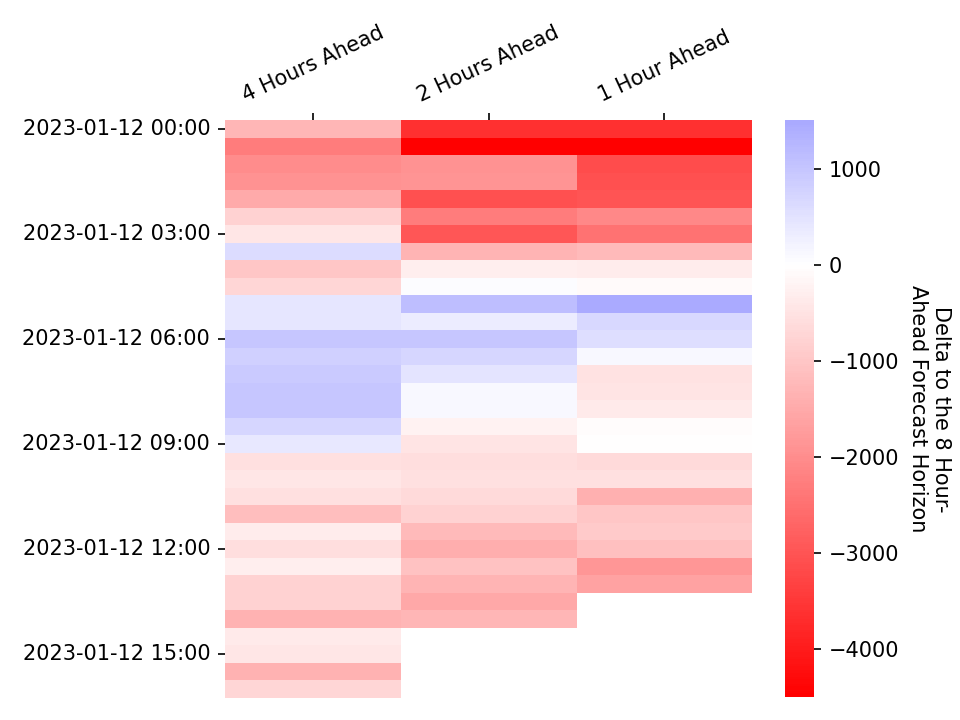 4 Hours Ahead
2 Hours Ahead
1 Hour Ahead
2023-01-12 00:00
2023-01-12 03:00
2023-01-12 06:00
2023-01-12 09:00
2023-01-12 12:00
2023-01-12 15:00
1000
0
−1000
−2000
−3000
−4000
Delta to the 8 Hour-
Ahead Forecast Horizon